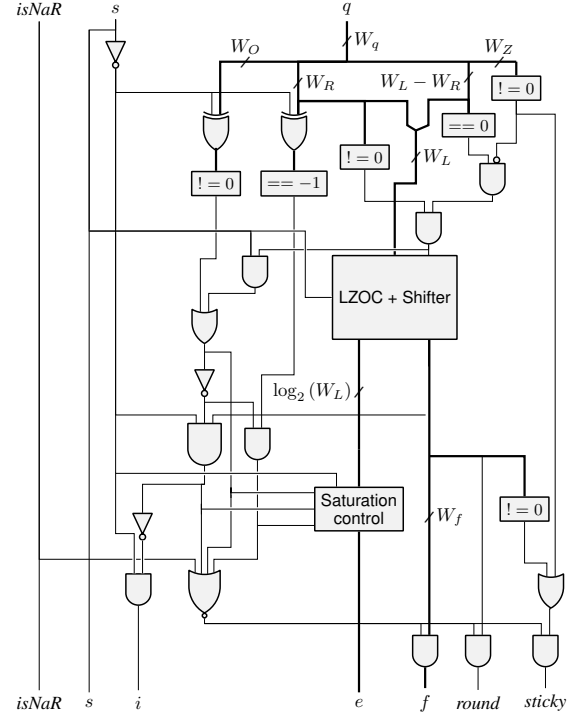 isNaR s q
W_q
W_O W_Z
W_R W_L − W_R
! = 0
== 0
! = 0 W_L
! = 0 == −1
LZOC + Shifter
log_2 (W_L)
Saturation
control
W_f ! = 0
isNaR s i e f round sticky